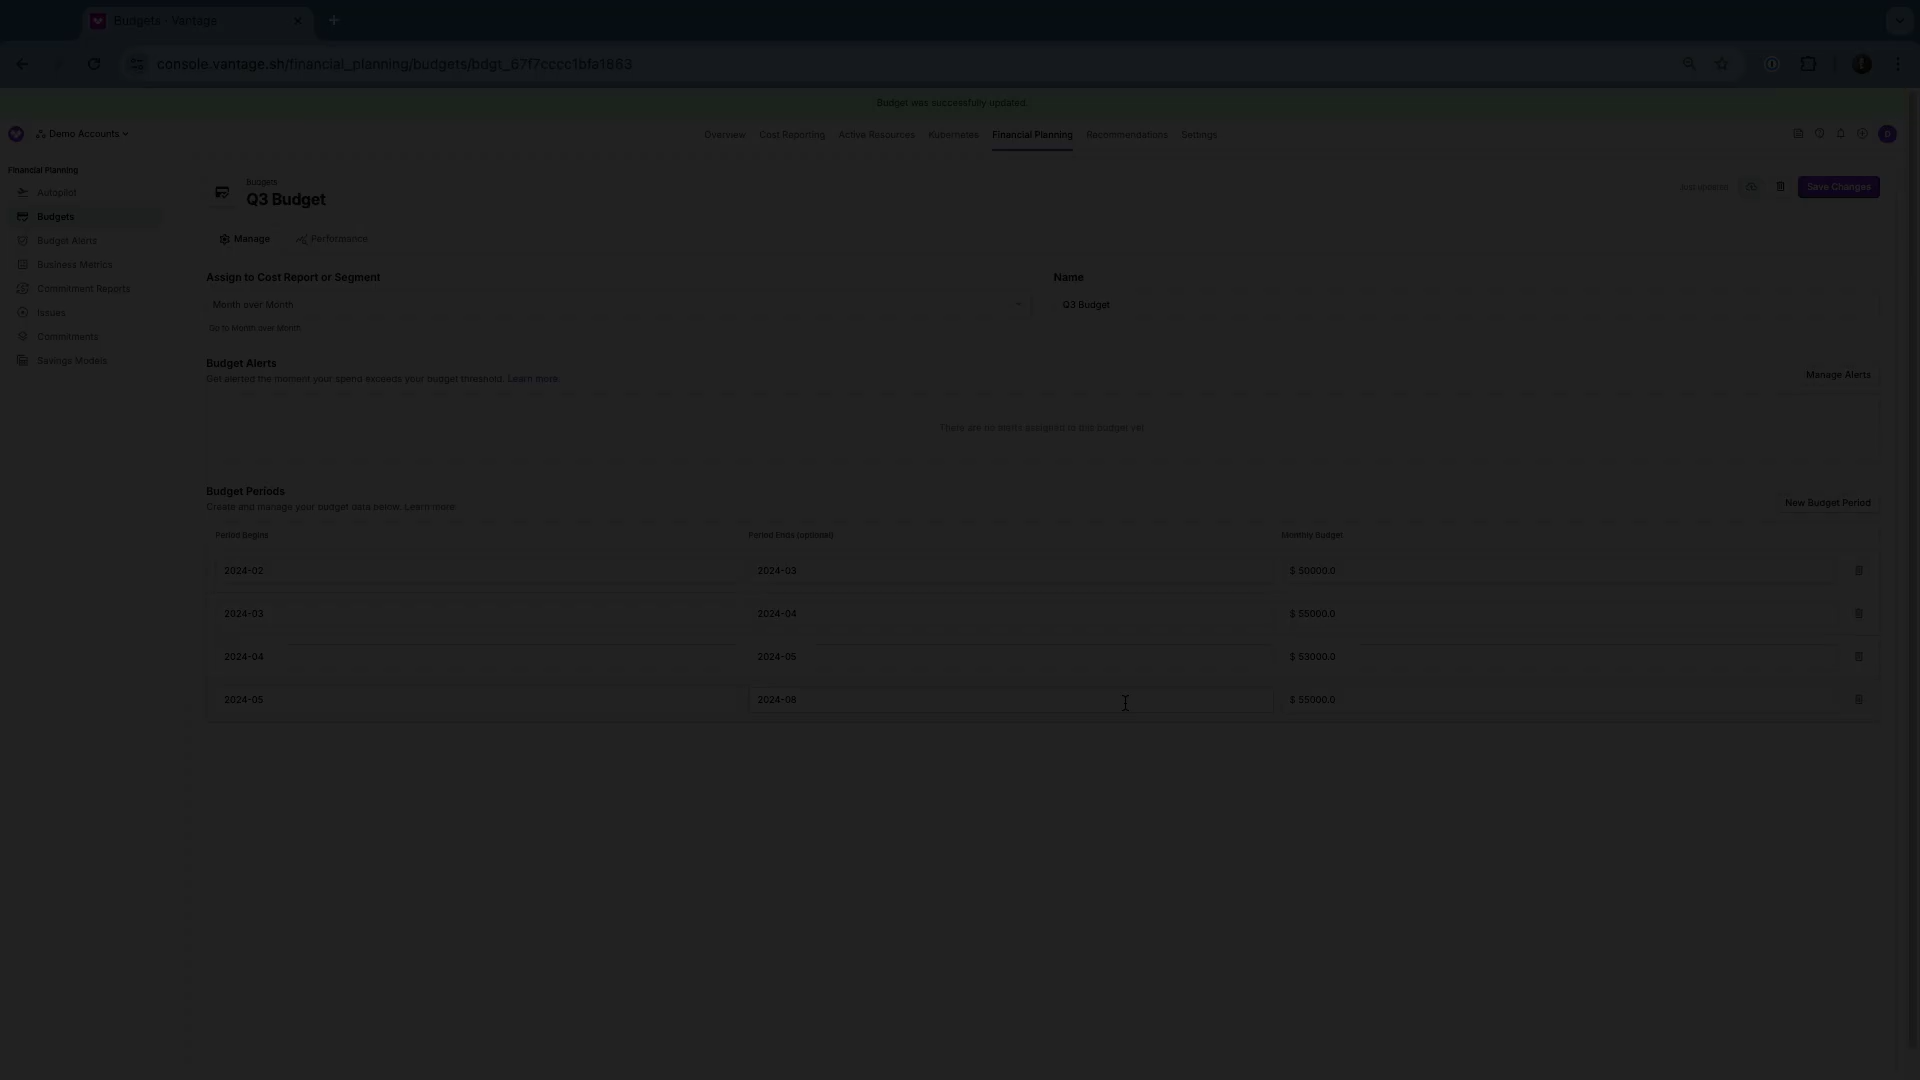 Budgets - Vantage
console.vantage.sh/financial_planning/budgets/bdgt_67f7cccc1bfa1863
Budget was successfully updated.
Demo Accounts
Overview Cost Reporting Active Resources Kubernetes Financial Planning Recommendations Settings
D
Financial Planning
Autopilot
Budgets
Budget Alerts
Business Metrics
Commitment Reports
Issues
Commitments
Savings Models
Budgets
Q3 Budget
Just updated
Save Changes
Manage Performance
Assign to Cost Report or Segment
Month over Month
Go to Month over Month
Name
Q3 Budget
Budget Alerts
Get alerted the moment your spend exceeds your budget threshold. Learn more.
Manage Alerts
There are no alerts assigned to this budget yet
Budget Periods
Create and manage your budget data below. Learn more
New Budget Period
Period Begins Period Ends (optional) Monthly Budget
2024-02 2024-03 $ 50000.0
2024-03 2024-04 $ 55000.0
2024-04 2024-05 $ 53000.0
2024-05 2024-08 $ 55000.0